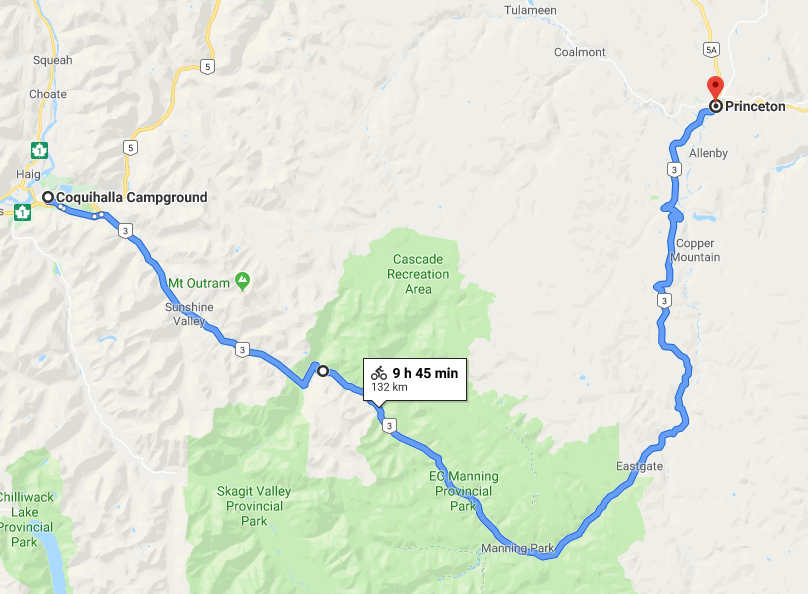 Tulameen
Coalmont
5A
Squeah
5
Choate
Princeton
1
5
Allenby
Haig
3
Coquihalla Campground
s
1
3
Copper
Mountain
Cascade
Recreation
Area
Mt Outram
3
Sunshine
Valley
3
9 h 45 min
132 km
3
Eastgate
EC Manning
Provincial
Park
Skagit Valley
Provincial
Park
Chilliwack
Lake
Provincial
Park
Manning Park